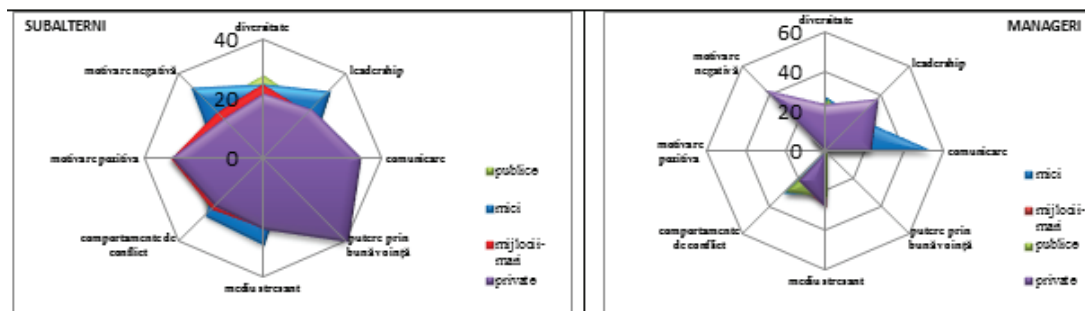 SUBALTERNI
diversitate
40
leadership
motivare negativă
20
motivare pozitiva
0
comunicare
comportamente de
conflict
putere prin
bunăvoință
mediu stresant
publice
mici
mijlocii-
mari
private
MANAGERI
diversitate
60
motivare
negativă
leadership
40
20
motivare
pozitiva
0
comunicare
comportamente
de conflict
putere prin
bunăvoință
mediu stresant
mici
mijlocii-
mari
publice
private